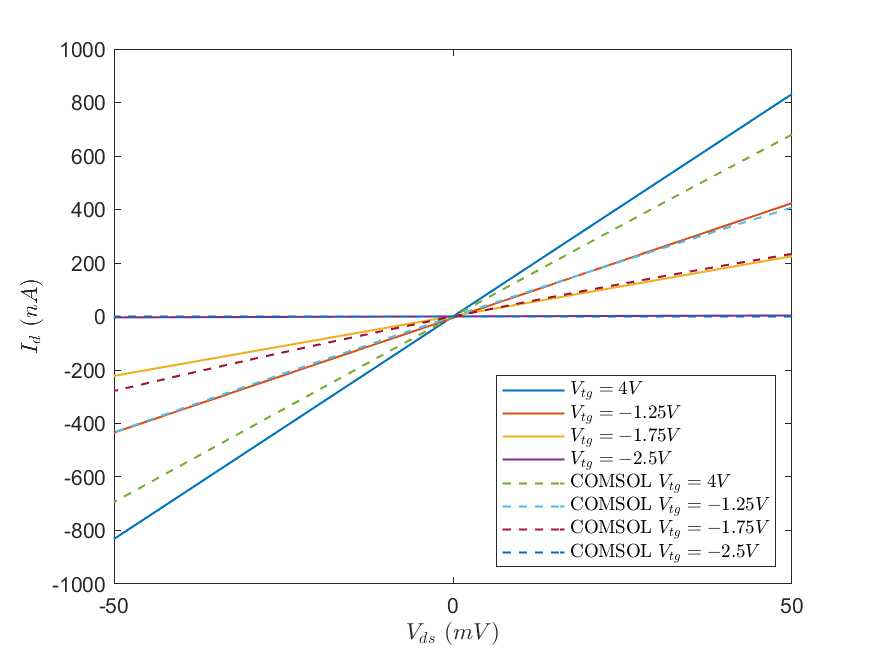 1000
800
600
400
200
0
-200
-400
-600
-800
-1000
I_d (nA)
-50
0
50
V_ds (mV)
V_tg = 4V
V_tg = −1.25V
V_tg = −1.75V
V_tg = −2.5V
COMSOL V_tg = 4V
COMSOL V_tg = −1.25V
COMSOL V_tg = −1.75V
COMSOL V_tg = −2.5V